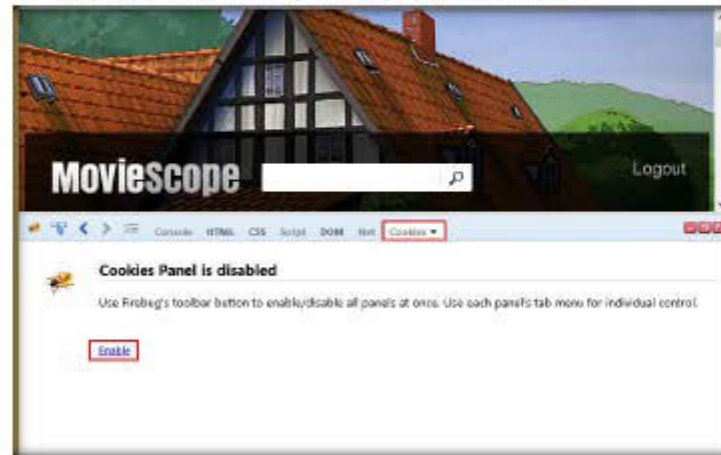 MovieScope
Logout
Console HTML CSS Script DOM Net Cookies
Cookies Panel is disabled
Use Firebug's toolbar button to enable/disable all panels at once. Use each panel's tab menu for individual control.
Enable